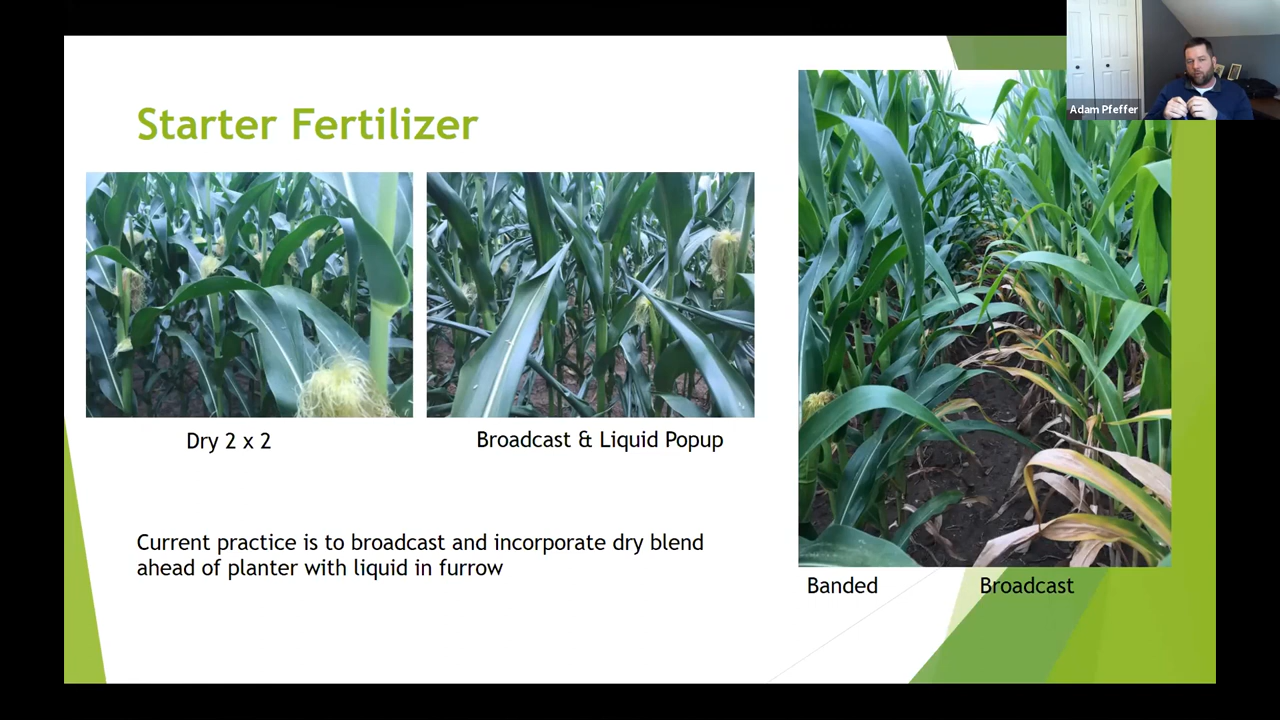 Adam Pfeffer
Starter Fertilizer
Dry 2 x 2
Broadcast & Liquid Popup
Current practice is to broadcast and incorporate dry blend
ahead of planter with liquid in furrow
Banded
Broadcast